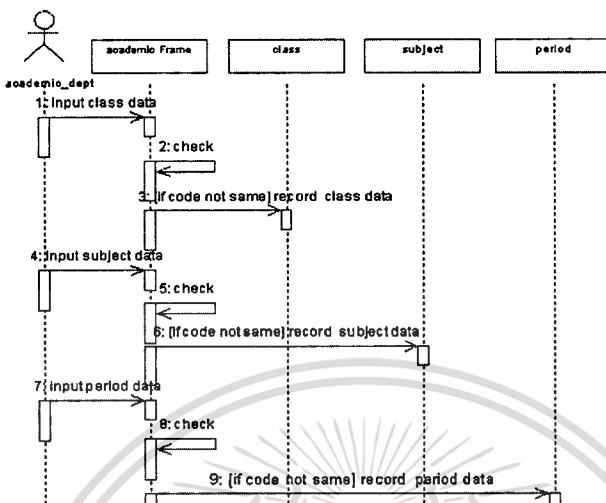 academic Frame
class
subject
period
academic_dept
1: input class data
2: check
3: [if code not same] record class data
4: input subject data
5: check
6: [if code not same] record subject data
7: input period data
8: check
9: [if code not same] record period data